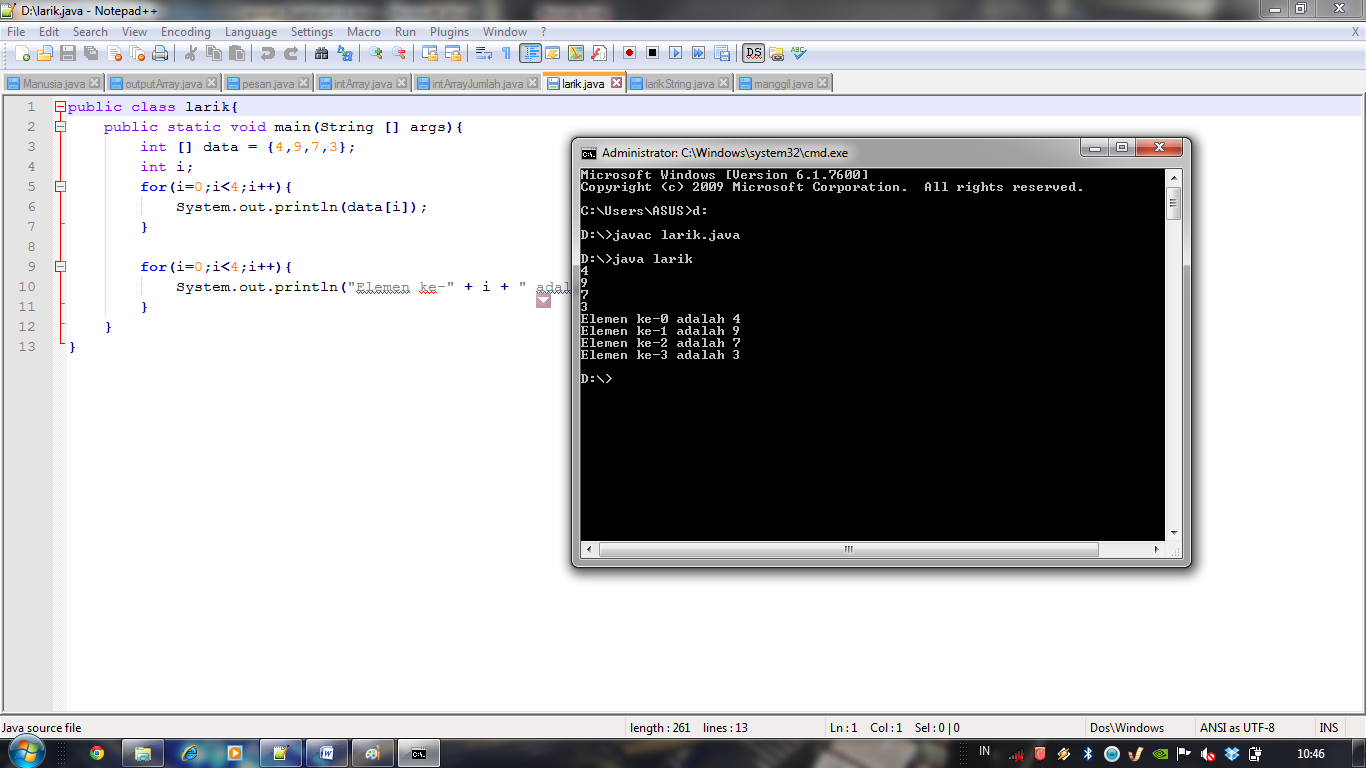 D:\larik.java - Notepad++
File Edit Search View Encoding Language Settings Macro Run Plugins Window ? X
Manusia.java outputArray.java pesan.java intArray.java intArrayJumlah.java larik.java larikString.java manggil.java
1 public class larik{
2 public static void main(String [] args){
3 int [] data = {4,9,7,3};
4 int i;
5 for(i=0;i<4;i++){
6 System.out.println(data[i]);
7 }
8
9 for(i=0;i<4;i++){
10 System.out.println("Elemen ke-" + i + " adal
11 }
12 }
13 }
Administrator: C:\Windows\system32\cmd.exe
Microsoft Windows [Version 6.1.7600]
Copyright (c) 2009 Microsoft Corporation. All rights reserved.
C:\Users\ASUS>d:
D:\>javac larik.java
D:\>java larik
4
9
7
3
Elemen ke-0 adalah 4
Elemen ke-1 adalah 9
Elemen ke-2 adalah 7
Elemen ke-3 adalah 3
D:\>
Java source file length : 261 lines : 13 Ln : 1 Col : 1 Sel : 0 | 0 Dos\Windows ANSI as UTF-8 INS
IN 10:46